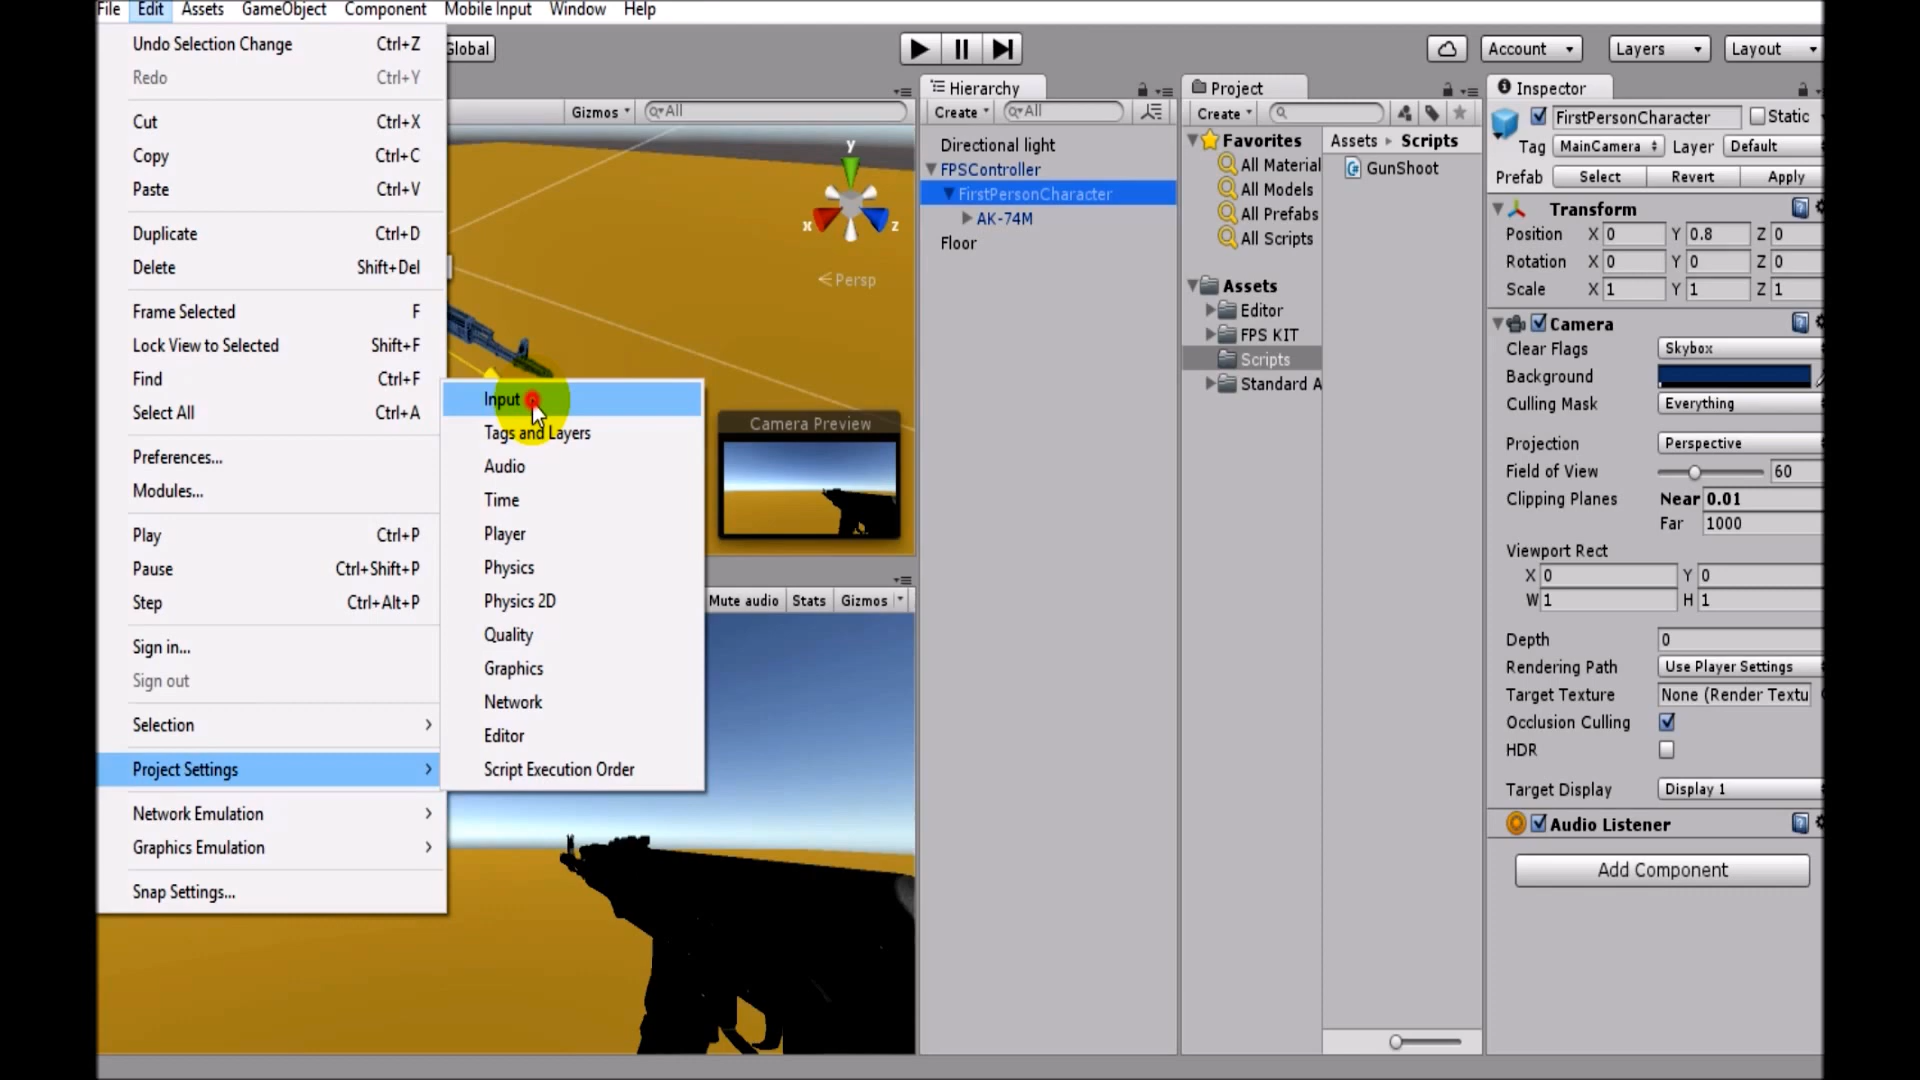 File Edit Assets GameObject Component Mobile Input Window Help
Undo Selection Change Ctrl+Z
Redo Ctrl+Y
Cut Ctrl+X
Copy Ctrl+C
Paste Ctrl+V
Duplicate Ctrl+D
Delete Shift+Del
Frame Selected F
Lock View to Selected Shift+F
Find Ctrl+F
Select All Ctrl+A
Preferences...
Modules...
Play Ctrl+P
Pause Ctrl+Shift+P
Step Ctrl+Alt+P
Sign in...
Sign out
Selection
Project Settings
Network Emulation
Graphics Emulation
Snap Settings...
Input
Tags and Layers
Audio
Time
Player
Physics
Physics 2D
Quality
Graphics
Network
Editor
Script Execution Order
Global
Gizmos All
y
x z
Persp
Camera Preview
Mute audio Stats Gizmos
Account Layers Layout
Hierarchy
Create All
Directional light
FPSController
FirstPersonCharacter
AK-74M
Floor
Project
Create
Favorites
All Material
All Models
All Prefabs
All Scripts
Assets
Editor
FPS KIT
Scripts
Standard A
Assets Scripts
GunShoot
Inspector
FirstPersonCharacter Static
Tag MainCamera Layer Default
Prefab Select Revert Apply
Transform
Position X 0 Y 0.8 Z 0
Rotation X 0 Y 0 Z 0
Scale X 1 Y 1 Z 1
Camera
Clear Flags Skybox
Background
Culling Mask Everything
Projection Perspective
Field of View 60
Clipping Planes Near 0.01
Far 1000
Viewport Rect
X 0 Y 0
W 1 H 1
Depth 0
Rendering Path Use Player Settings
Target Texture None (Render Textu
Occlusion Culling
HDR
Target Display Display 1
Audio Listener
Add Component